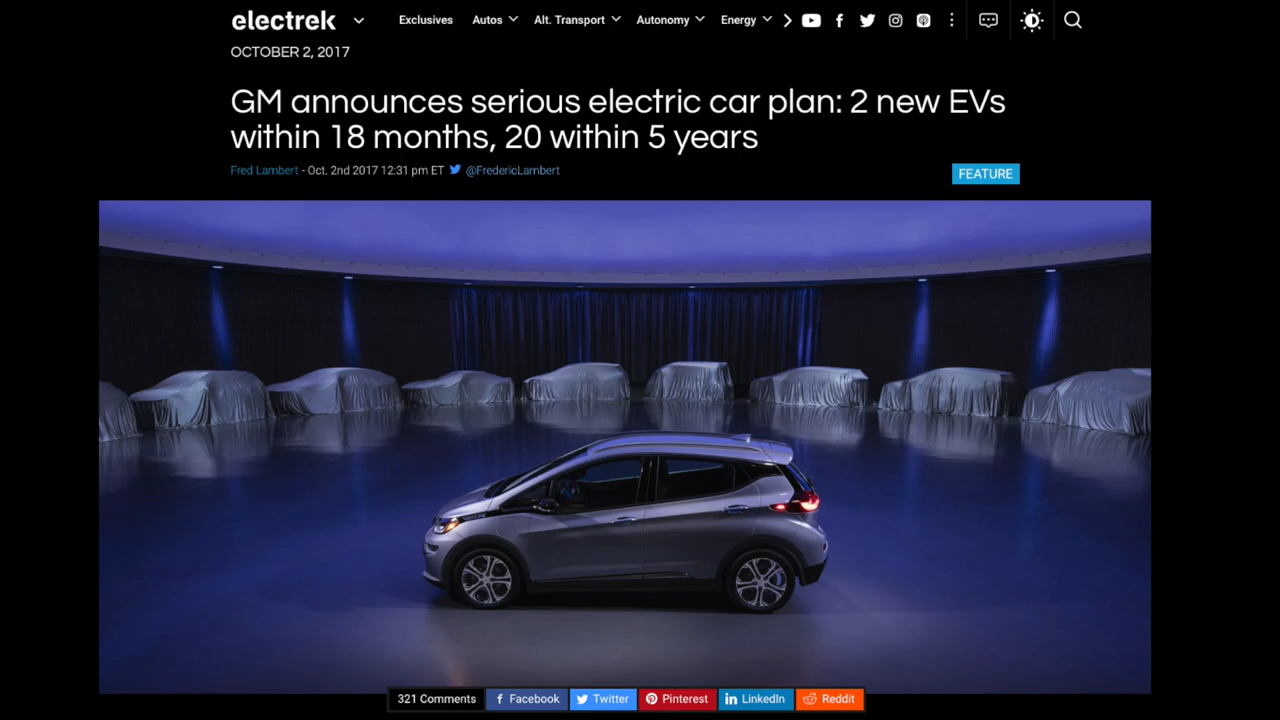 electrek Exclusives Autos Alt. Transport Autonomy Energy
OCTOBER 2, 2017
GM announces serious electric car plan: 2 new EVs
within 18 months, 20 within 5 years
Fred Lambert - Oct. 2nd 2017 12:31 pm ET @FredericLambert
FEATURE
321 Comments Facebook Twitter Pinterest LinkedIn Reddit